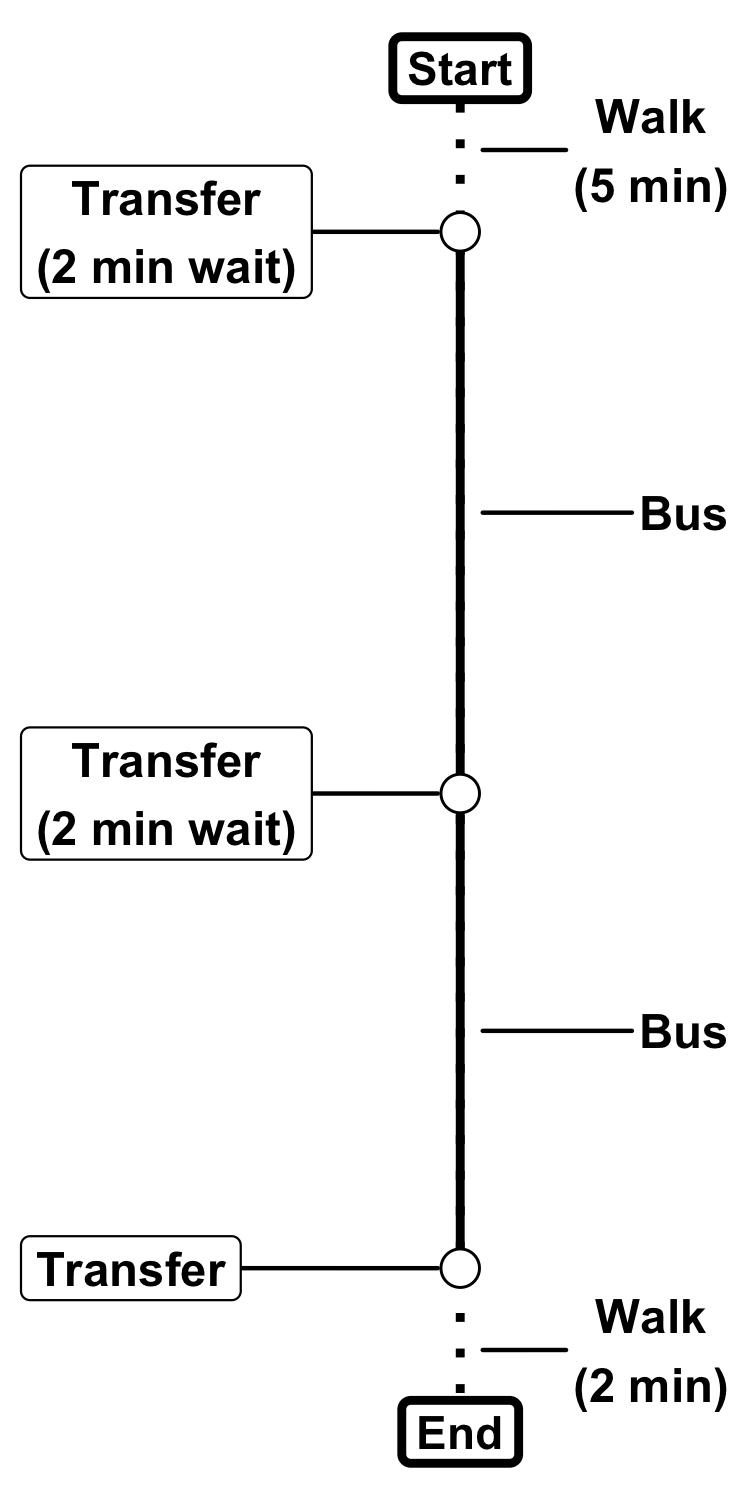 Start
Walk
(5 min)
Transfer
(2 min wait)
Bus
Transfer
(2 min wait)
Bus
Transfer
Walk
(2 min)
End